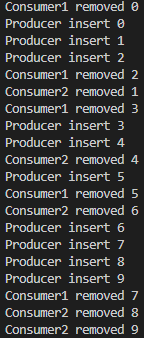 Consumer1 removed 0
Producer insert 0
Producer insert 1
Producer insert 2
Consumer1 removed 2
Consumer2 removed 1
Consumer1 removed 3
Producer insert 3
Producer insert 4
Consumer2 removed 4
Producer insert 5
Consumer1 removed 5
Consumer2 removed 6
Producer insert 6
Producer insert 7
Producer insert 8
Producer insert 9
Consumer1 removed 7
Consumer2 removed 8
Consumer2 removed 9